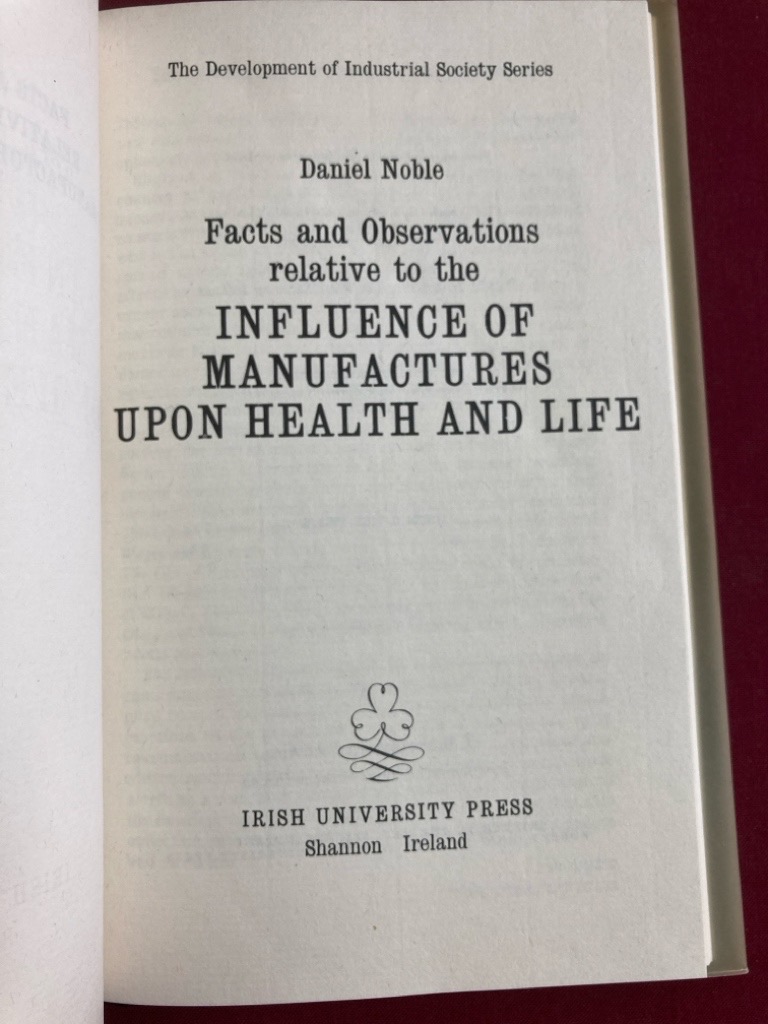 The Development of Industrial Society Series
Daniel Noble
Facts and Observations
relative to the
INFLUENCE OF
MANUFACTURES
UPON HEALTH AND LIFE
IRISH UNIVERSITY PRESS
Shannon Ireland